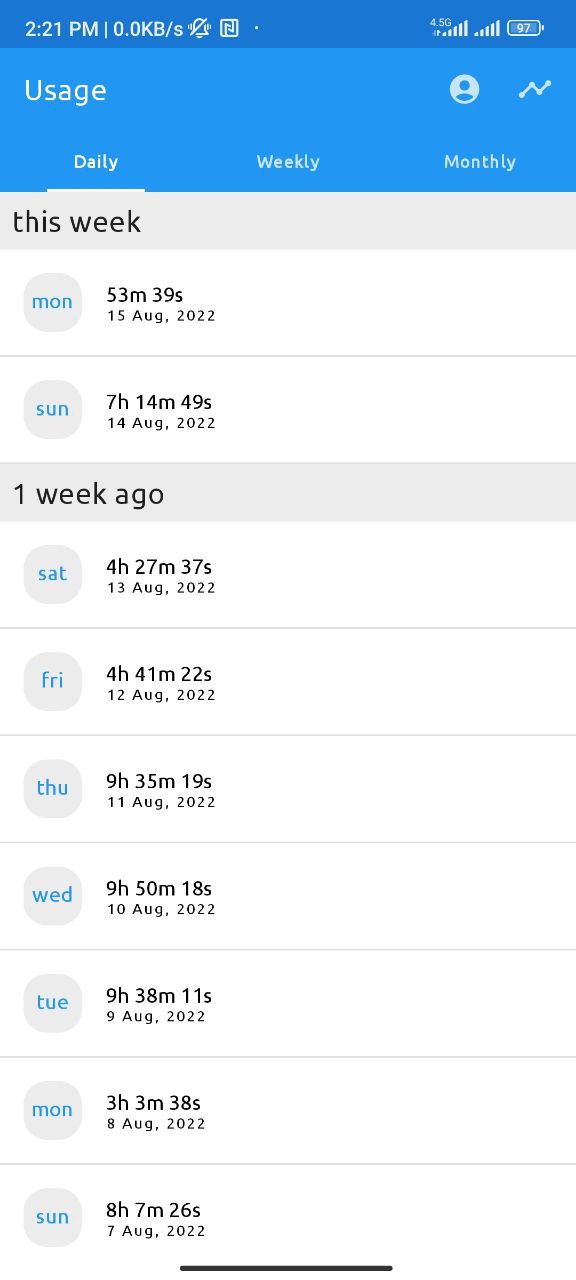 2:21 PM | 0.0KB/s
4.5G
97
Usage
Daily Weekly Monthly
this week
mon
53m 39s
15 Aug, 2022
sun
7h 14m 49s
14 Aug, 2022
1 week ago
sat
4h 27m 37s
13 Aug, 2022
fri
4h 41m 22s
12 Aug, 2022
thu
9h 35m 19s
11 Aug, 2022
wed
9h 50m 18s
10 Aug, 2022
tue
9h 38m 11s
9 Aug, 2022
mon
3h 3m 38s
8 Aug, 2022
sun
8h 7m 26s
7 Aug, 2022